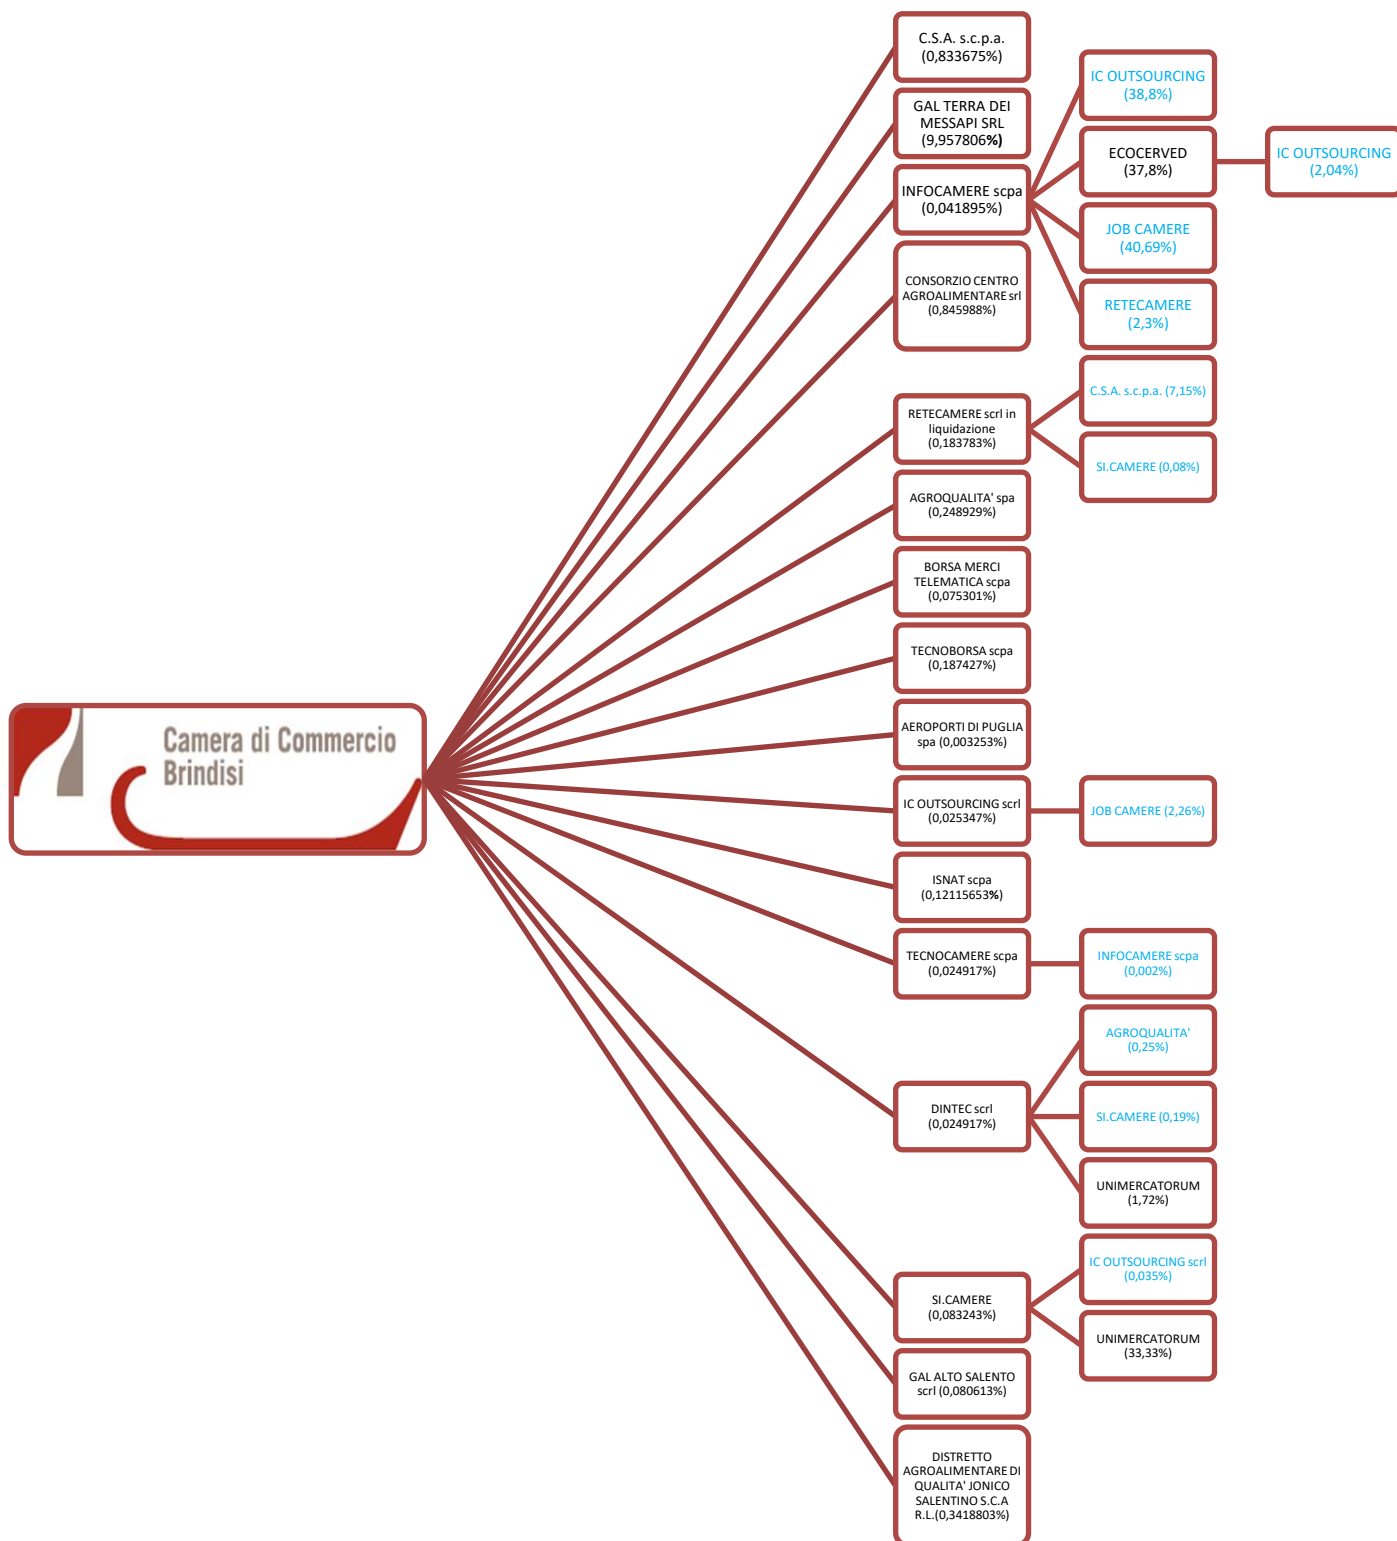 Camera di Commercio
Brindisi
C.S.A. s.c.p.a.
(0,833675%)
GAL TERRA DEI
MESSAPI SRL
(9,957806%)
INFOCAMERE scpa
(0,041895%)
IC OUTSOURCING
(38,8%)
ECOCERVED
(37,8%)
IC OUTSOURCING
(2,04%)
JOB CAMERE
(40,69%)
RETECAMERE
(2,3%)
CONSORZIO CENTRO
AGROALIMENTARE srl
(0,845988%)
RETECAMERE scrl in
liquidazione
(0,183783%)
C.S.A. s.c.p.a. (7,15%)
SI.CAMERE (0,08%)
AGROQUALITA' spa
(0,248929%)
BORSA MERCI
TELEMATICA scpa
(0,075301%)
TECNOBORSA scpa
(0,187427%)
AEROPORTI DI PUGLIA
spa (0,003253%)
IC OUTSOURCING scrl
(0,025347%)
JOB CAMERE (2,26%)
ISNAT scpa
(0,12115653%)
TECNOCAMERE scpa
(0,024917%)
INFOCAMERE scpa
(0,002%)
DINTEC scrl
(0,024917%)
AGROQUALITA'
(0,25%)
SI.CAMERE (0,19%)
UNIMERCATORUM
(1,72%)
SI.CAMERE
(0,083243%)
IC OUTSOURCING scrl
(0,035%)
UNIMERCATORUM
(33,33%)
GAL ALTO SALENTO
scrl (0,080613%)
DISTRETTO
AGROALIMENTARE DI
QUALITA' JONICO
SALENTINO S.C.A
R.L.(0,3418803%)